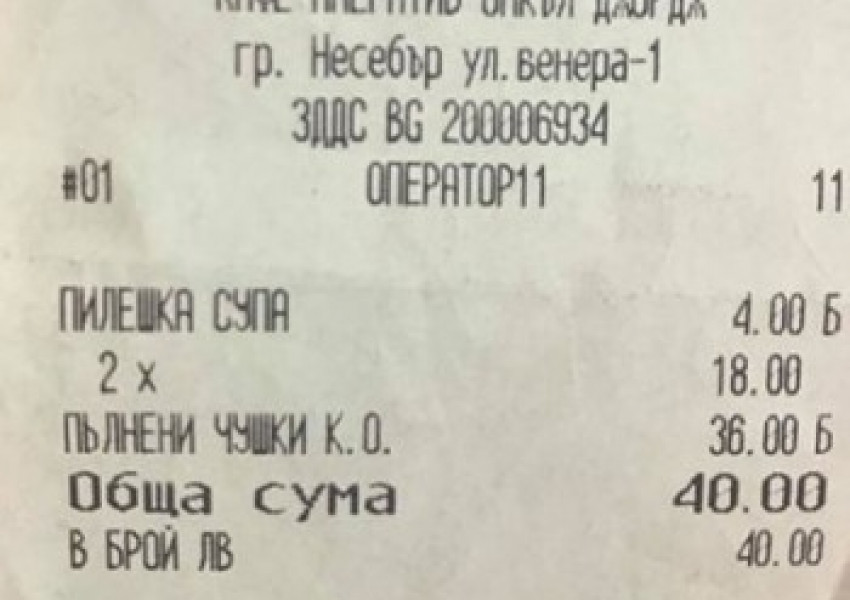 гр. Несебър ул. Венера-1
ЗДДС BG 200006934
#01 ОПЕРАТОР11 11
ПИЛЕШКА СУПА 4.00 Б
2 x 18.00
ПЪЛНЕНИ ЧУШКИ К.О. 36.00 Б
Обща сума 40.00
В БРОЙ ЛВ 40.00